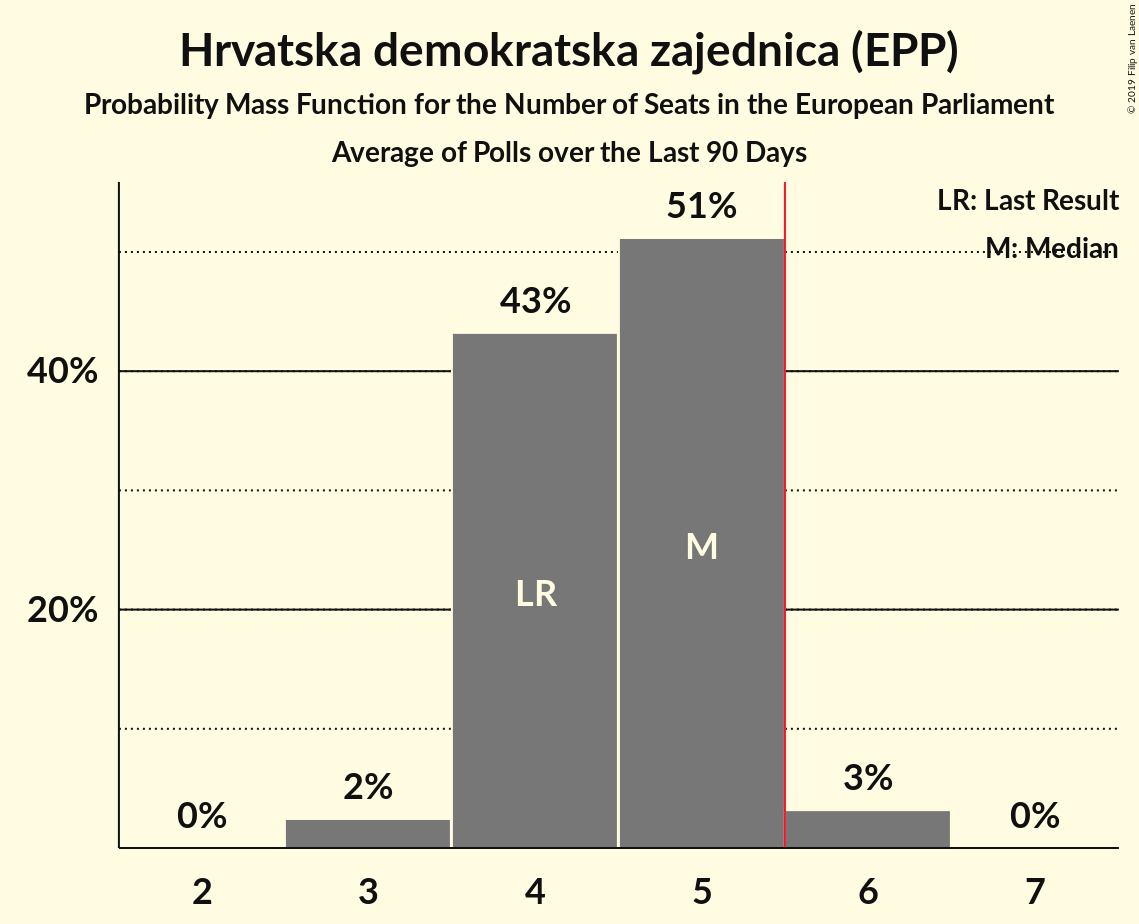 Hrvatska demokratska zajednica (EPP)
Probability Mass Function for the Number of Seats in the European Parliament
Average of Polls over the Last 90 Days
© 2019 Filip van Laenen
LR: Last Result
M: Median
51%
43%
40%
M
LR
20%
3%
2%
0%
0%
2
3
4
5
6
7